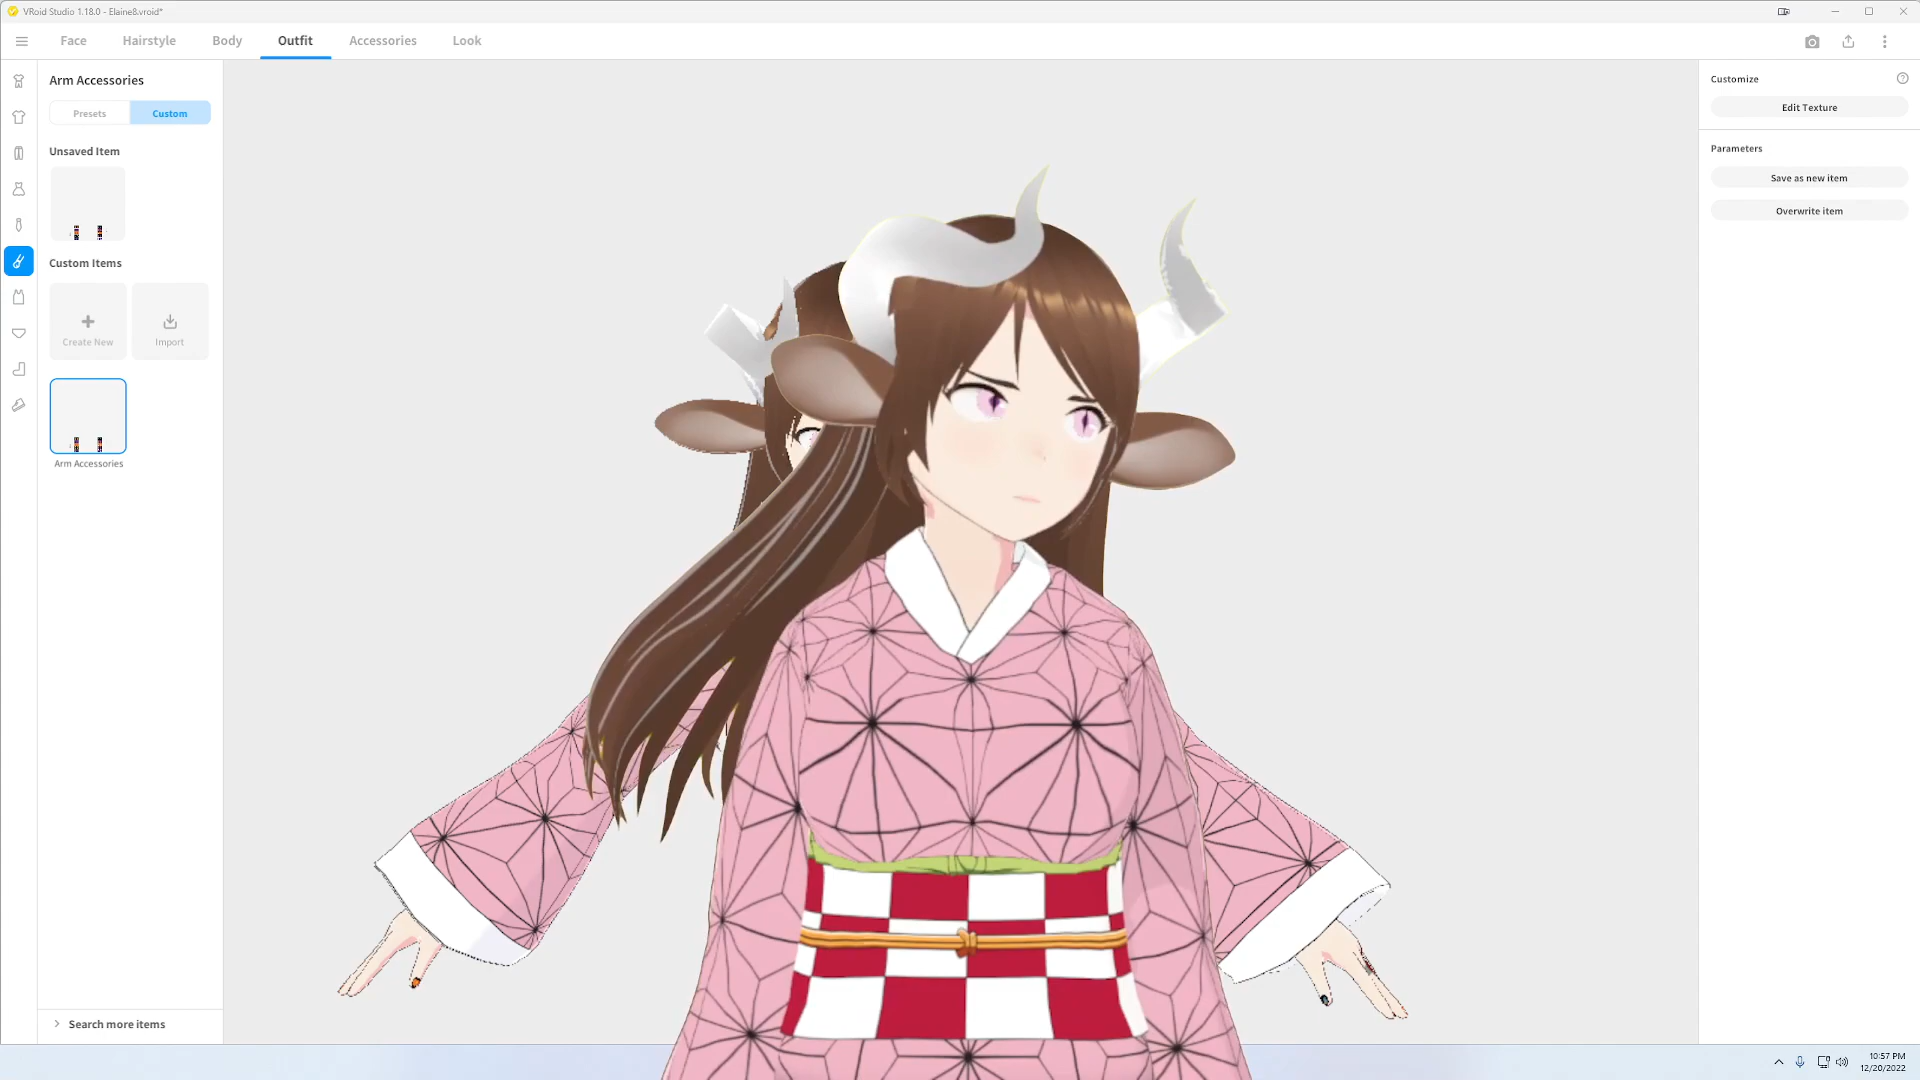 VRoid Studio 1.18.0 - Elaine8.vroid*
Face Hairstyle Body Outfit Accessories Look
Arm Accessories
Presets Custom
Unsaved Item
Custom Items
Create New Import
Arm Accessories
Search more items
Customize
Edit Texture
Parameters
Save as new item
Overwrite item
10:57 PM
12/20/2022